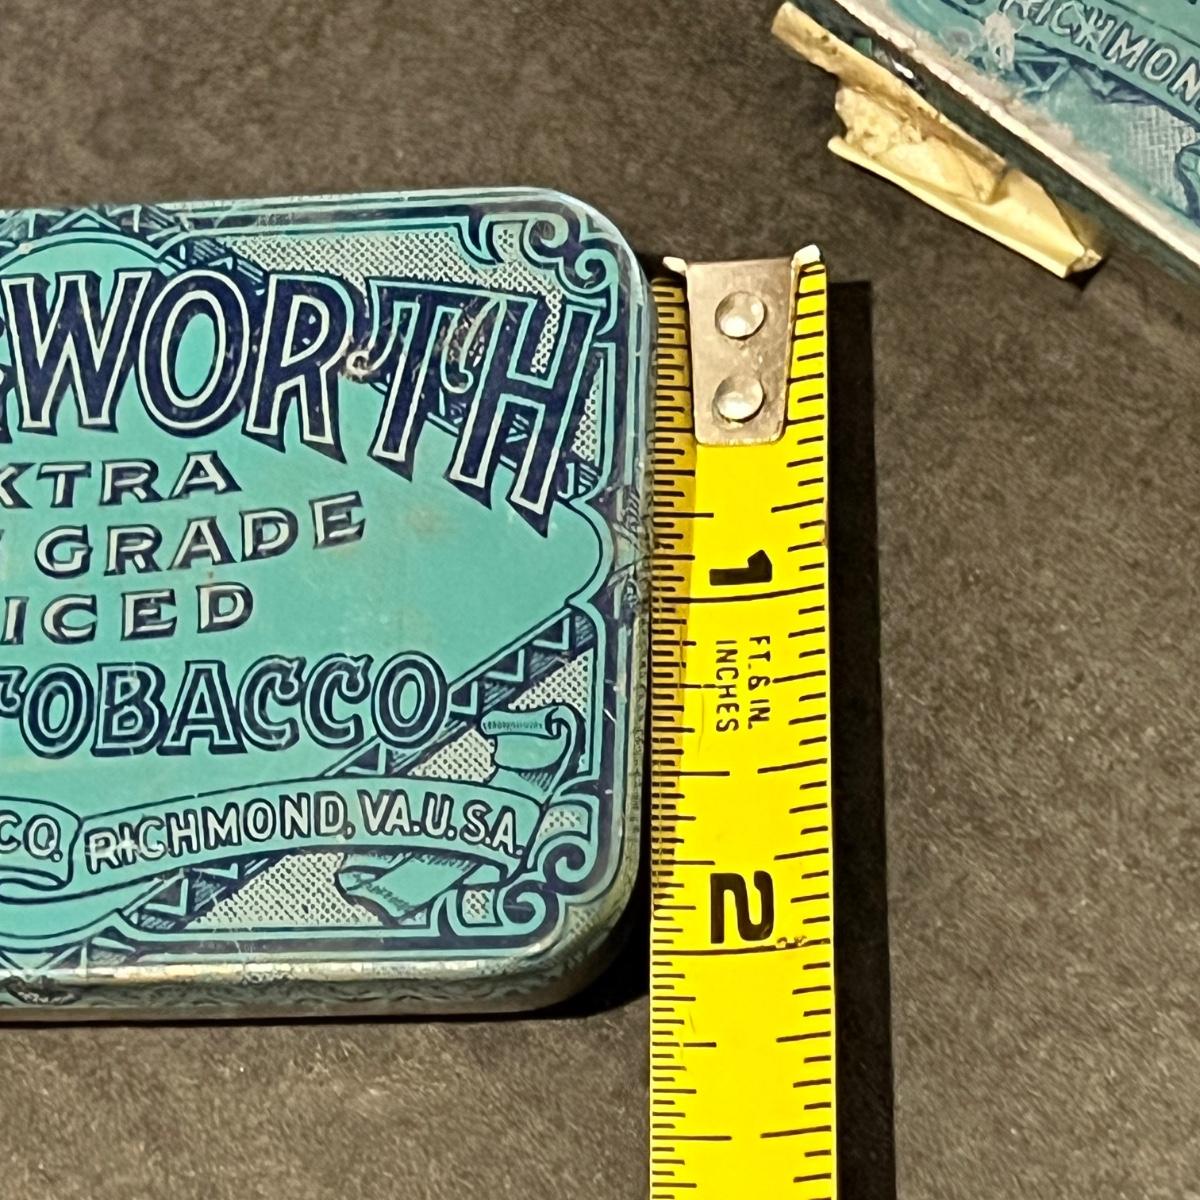 WORTH
XTRA
GRADE
ICED
TOBACCO
CO. RICHMOND, VA. U.S.A.
RICHMOND
1
FT. & IN.
INCHES
2